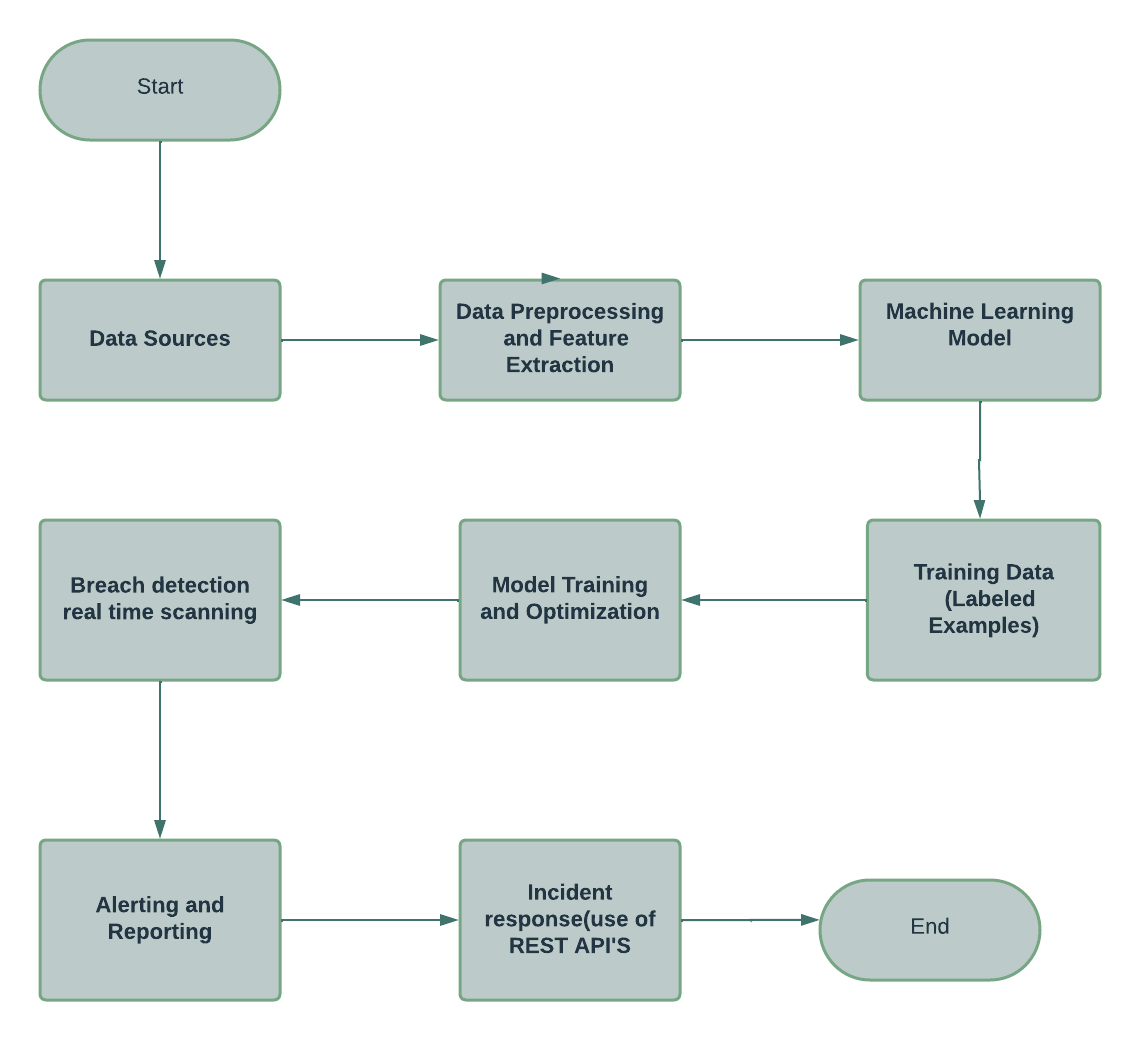 Start
Data Sources
Data Preprocessing
and Feature
Extraction
Machine Learning
Model
Training Data
(Labeled
Examples)
Model Training
and Optimization
Breach detection
real time scanning
Alerting and
Reporting
Incident
response(use of
REST API'S
End